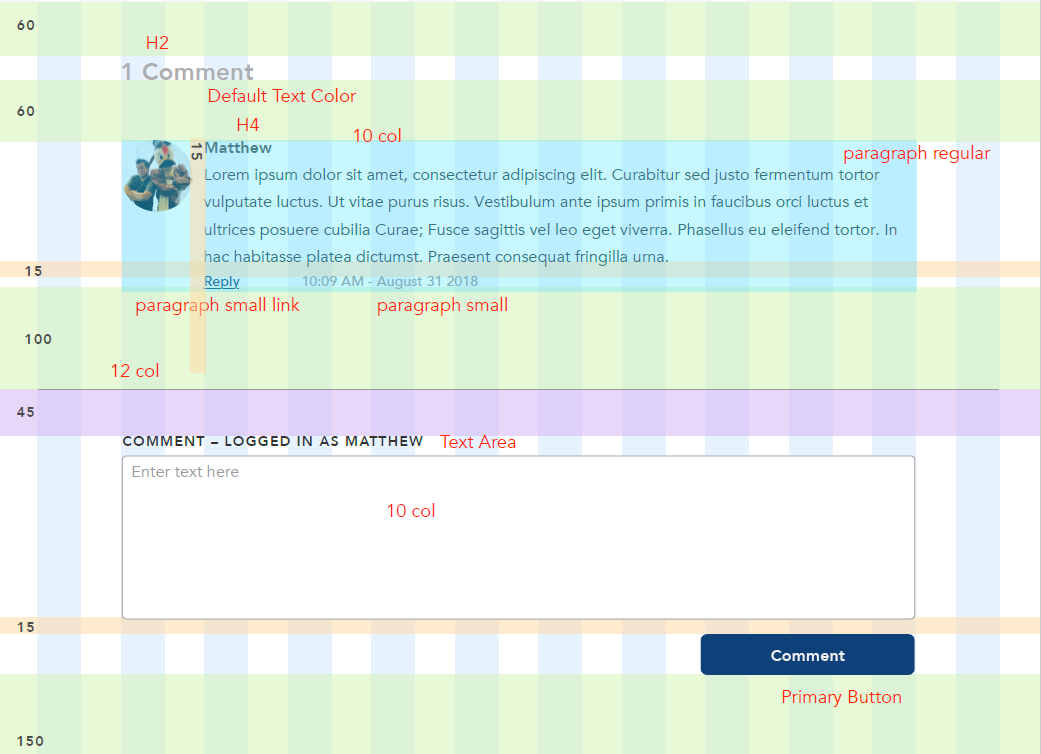 60
H2
1 Comment
Default Text Color
60
H4
10 col
15
Matthew
paragraph regular
Lorem ipsum dolor sit amet, consectetur adipiscing elit. Curabitur sed justo fermentum tortor
vulputate luctus. Ut vitae purus risus. Vestibulum ante ipsum primis in faucibus orci luctus et
ultrices posuere cubilia Curae; Fusce sagittis vel leo eget viverra. Phasellus eu eleifend tortor. In
hac habitasse platea dictumst. Praesent consequat fringilla urna.
15
Reply 10:09 AM - August 31 2018
paragraph small link paragraph small
100
12 col
45
COMMENT – LOGGED IN AS MATTHEW Text Area
Enter text here
10 col
15
Comment
Primary Button
150